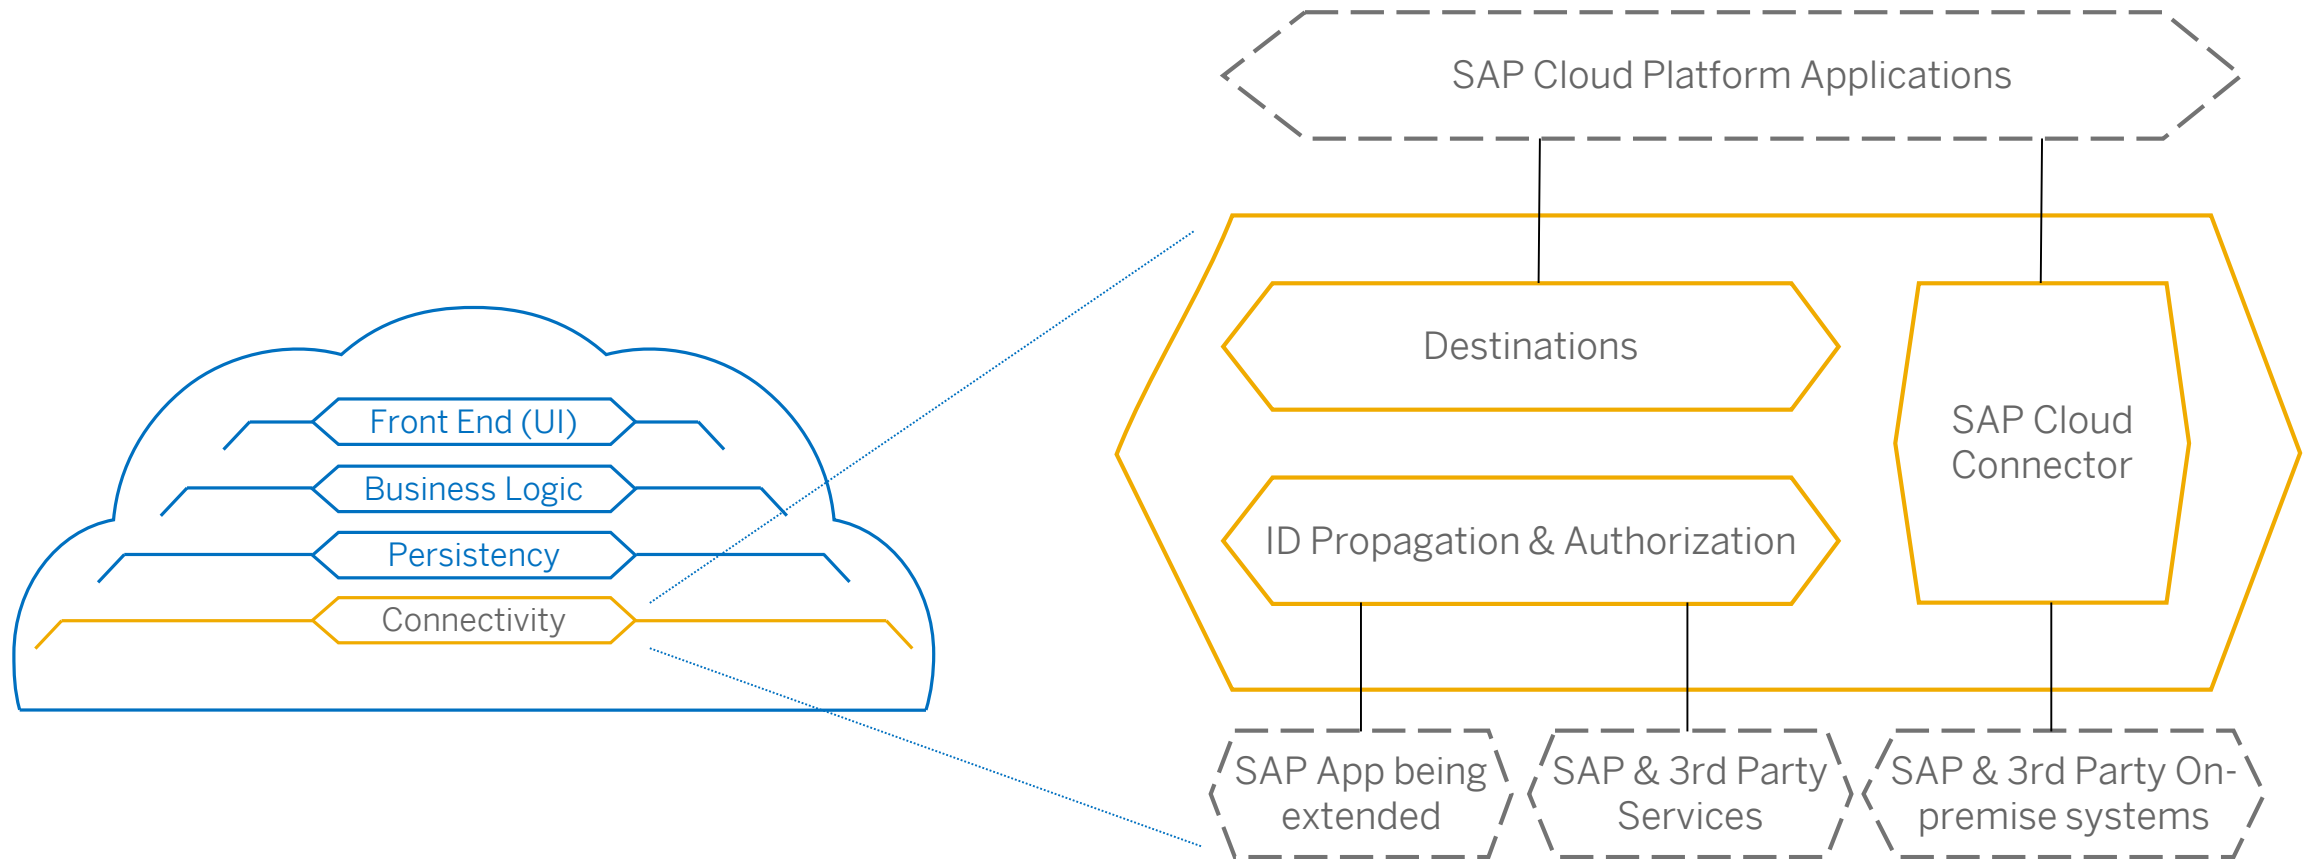 SAP Cloud Platform Applications
Front End (UI)
Business Logic
Persistency
Connectivity
Destinations
ID Propagation & Authorization
SAP Cloud
Connector
SAP App being
extended
SAP & 3rd Party
Services
SAP & 3rd Party On-
premise systems